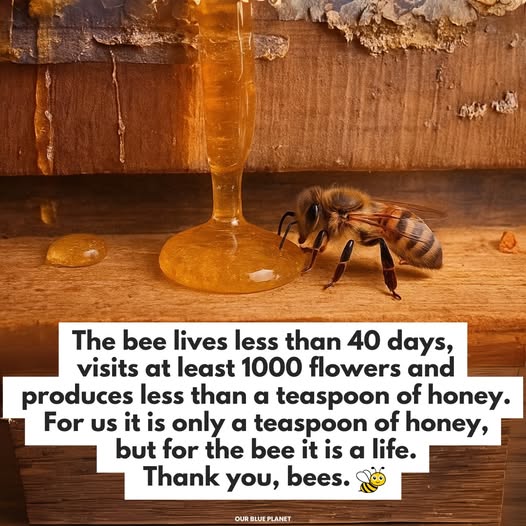 The bee lives less than 40 days,
visits at least 1000 flowers and
produces less than a teaspoon of honey.
For us it is only a teaspoon of honey,
but for the bee it is a life.
Thank you, bees. 🐝
OUR BLUE PLANET